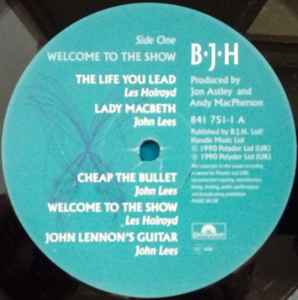 Side One
WELCOME TO THE SHOW
B·J·H
THE LIFE YOU LEAD
Les Holroyd
LADY MACBETH
John Lees
Produced by
Jon Astley and
Andy MacPherson
841 751-1 A
Published by B.J.H. Ltd/
Handle Music Ltd
℗ 1990 Polydor Ltd (UK)
© 1990 Polydor Ltd (UK)
CHEAP THE BULLET
John Lees
WELCOME TO THE SHOW
Les Holroyd
JOHN LENNON'S GUITAR
John Lees